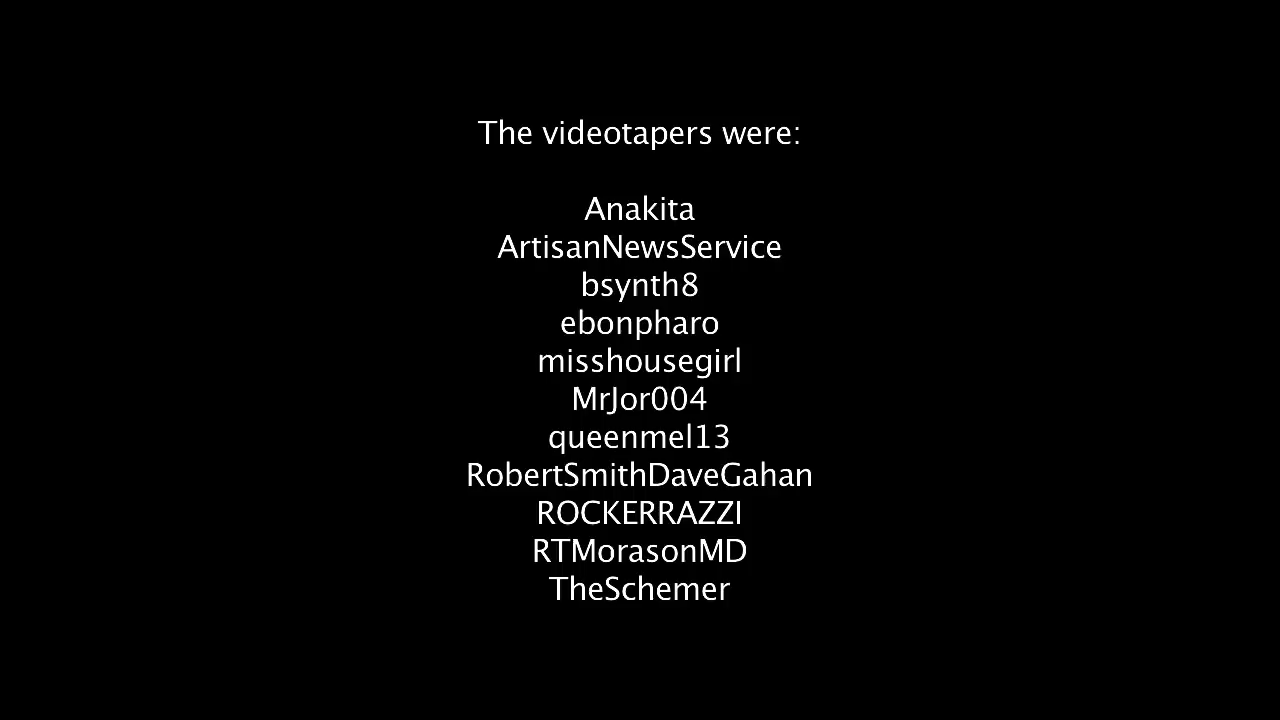 The videotapers were:
Anakita
ArtisanNewsService
bsynth8
ebonpharo
misshousegirl
MrJor004
queenmel13
RobertSmithDaveGahan
ROCKERRAZZI
RTMorasonMD
TheSchemer